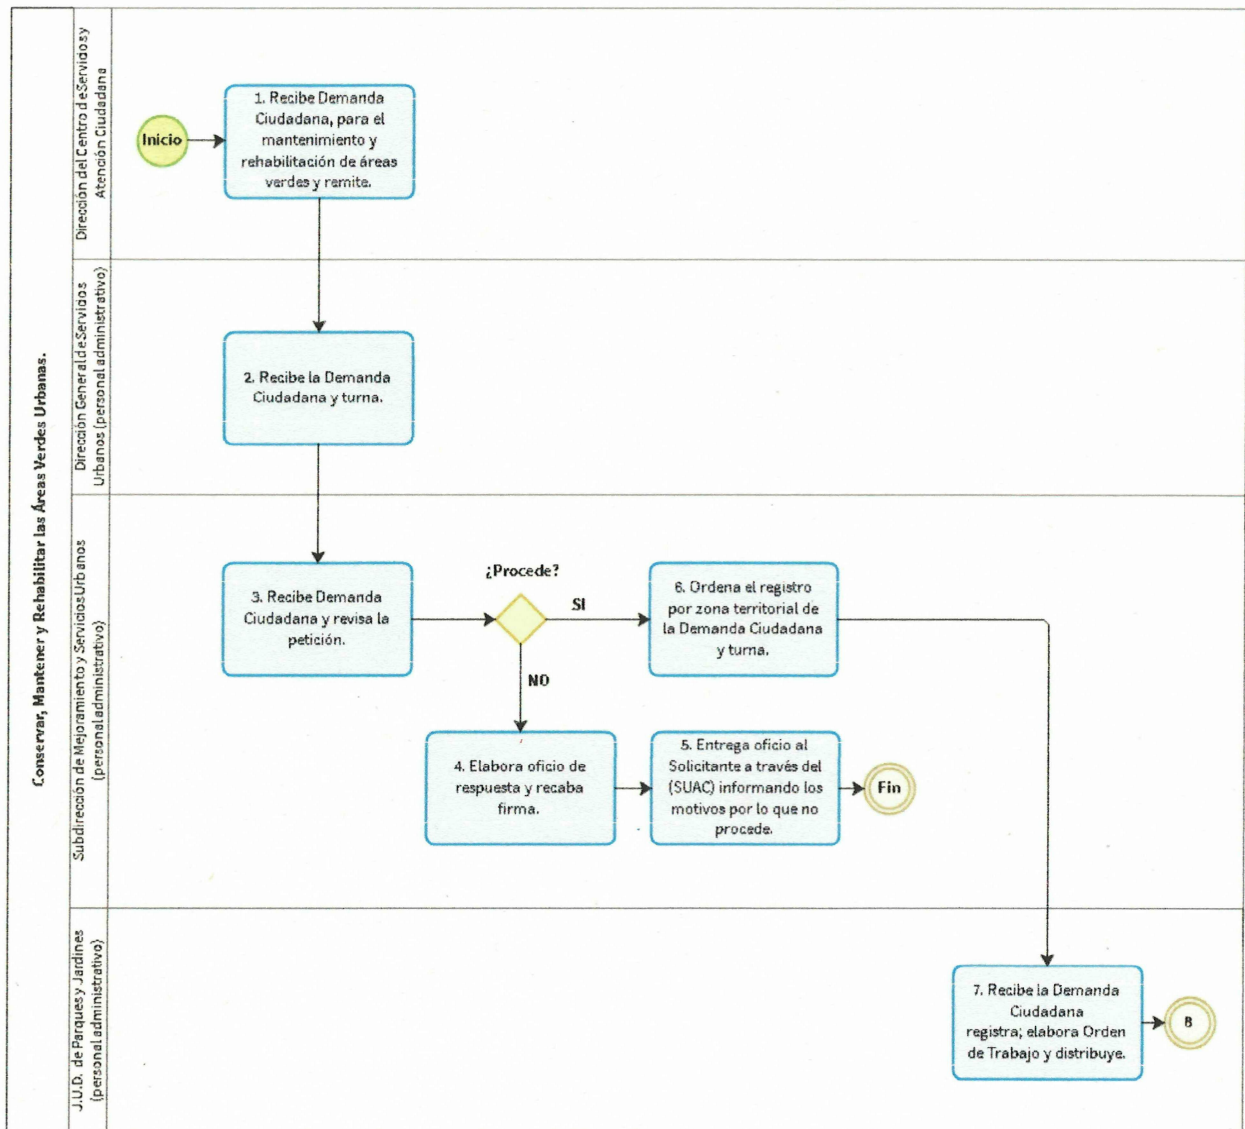 Conservar, Mantener y Rehabilitar las Áreas Verdes Urbanas.
Dirección del Centro de Servicios y
Atención Ciudadana
Inicio
1. Recibe Demanda
Ciudadana, para el
mantenimiento y
rehabilitación de áreas
verdes y remite.
Dirección General de Servicios
Urbanos (personal administrativo)
2. Recibe la Demanda
Ciudadana y turna.
Subdirección de Mejoramiento y Servicios Urbanos
(personal administrativo)
3. Recibe Demanda
Ciudadana y revisa la
petición.
¿Procede?
SI
NO
6. Ordena el registro
por zona territorial de
la Demanda Ciudadana
y turna.
4. Elabora oficio de
respuesta y recaba
firma.
5. Entrega oficio al
Solicitante a través del
(SUAC) informando los
motivos por lo que no
procede.
Fin
J.U.D. de Parques y Jardines
(personal administrativo)
7. Recibe la Demanda
Ciudadana
registra; elabora Orden
de Trabajo y distribuye.
B